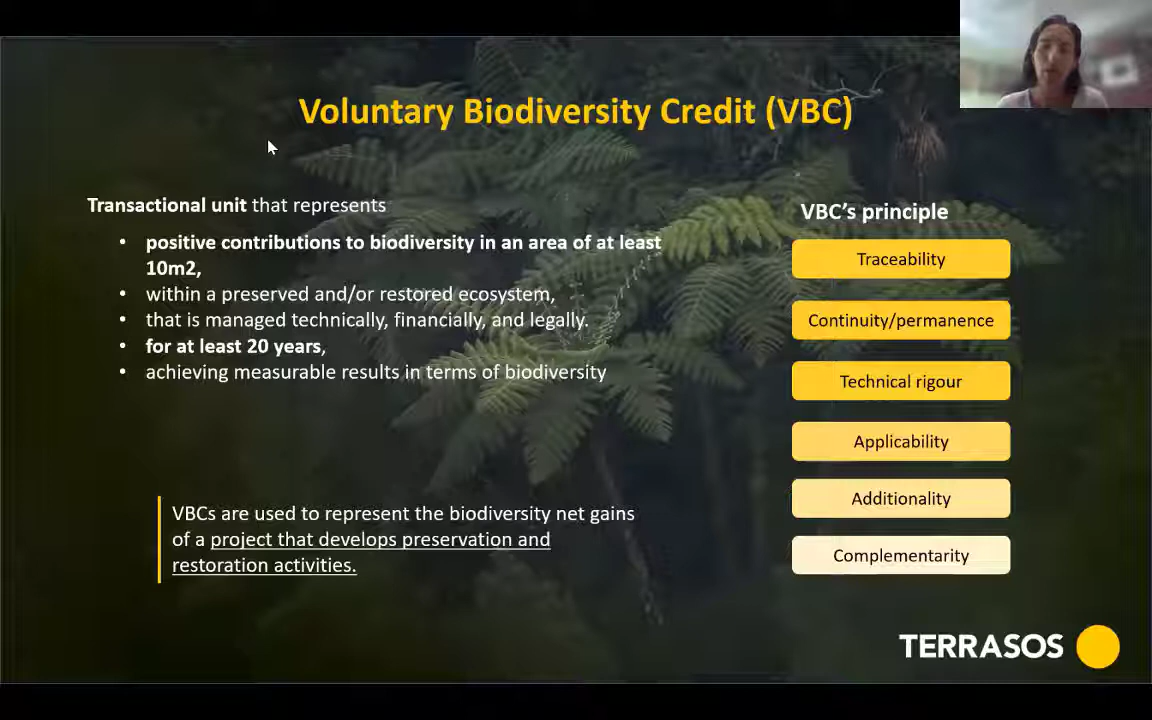 Voluntary Biodiversity Credit (VBC)
Transactional unit that represents
• positive contributions to biodiversity in an area of at least
10m2,
• within a preserved and/or restored ecosystem,
• that is managed technically, financially, and legally.
• for at least 20 years,
• achieving measurable results in terms of biodiversity
VBCs are used to represent the biodiversity net gains
of a project that develops preservation and
restoration activities.
VBC's principle
Traceability
Continuity/permanence
Technical rigour
Applicability
Additionality
Complementarity
TERRASOS